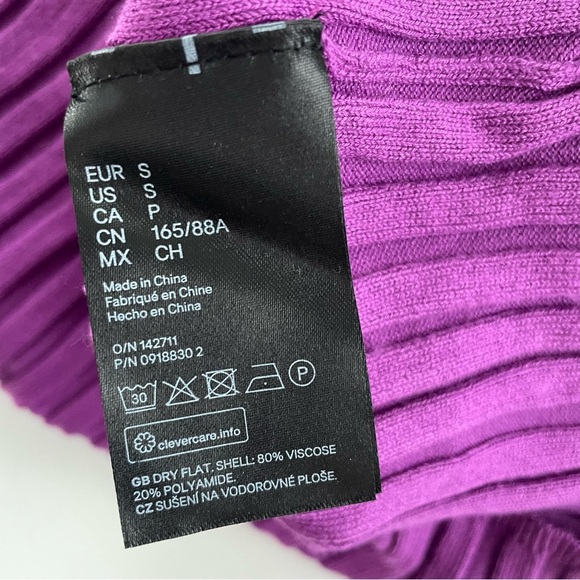 EUR S
US S
CA P
CN 165/88A
MX CH
Made in China
Fabriqué en Chine
Hecho en China
O/N 142711
P/N 0918830 2
30 P
clevercare.info
GB DRY FLAT. SHELL: 80% VISCOSE
20% POLYAMIDE.
CZ SUŠENÍ NA VODOROVNÉ PLOŠE.